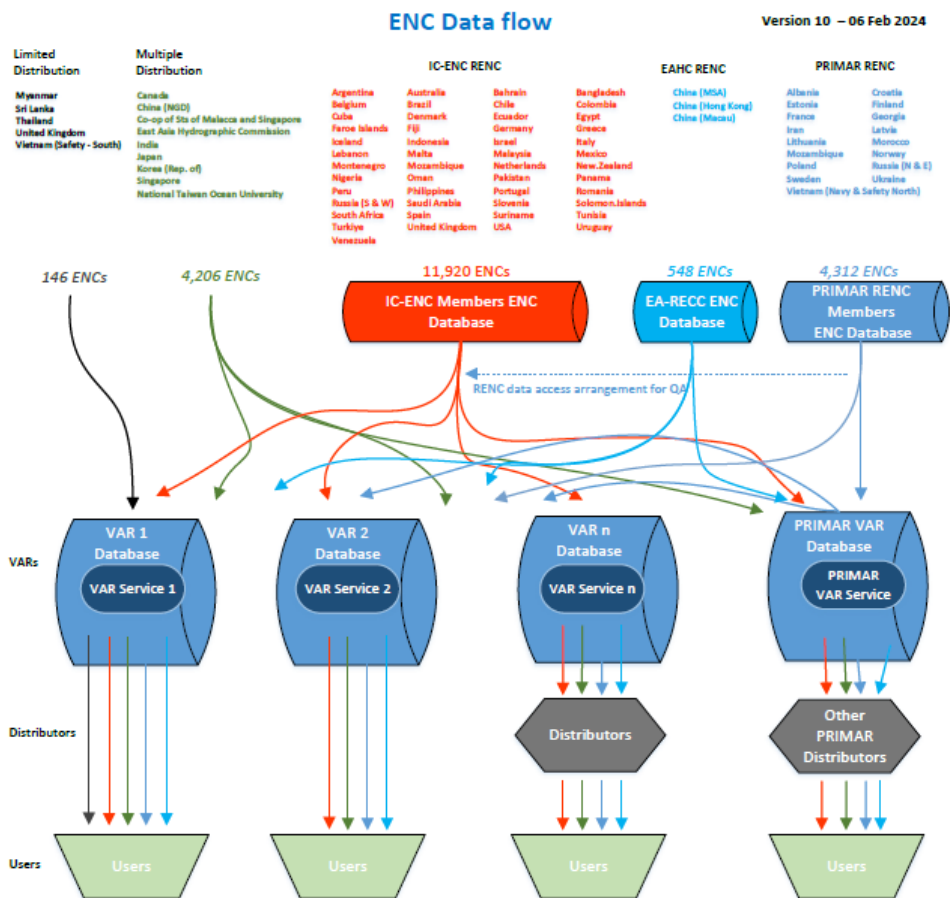 ENC Data flow
Version 10 – 06 Feb 2024
Limited
Distribution
Myanmar
Sri Lanka
Thailand
United Kingdom
Vietnam (Safety - South)
Multiple
Distribution
Canada
China (NGD)
Co-op of Sts of Malacca and Singapore
East Asia Hydrographic Commission
India
Japan
Korea (Rep. of)
Singapore
National Taiwan Ocean University
IC-ENC RENC
Argentina Australia Bahrain Bangladesh
Belgium Brazil Chile Colombia
Cuba Denmark Ecuador Egypt
Faroe Islands Fiji Germany Greece
Iceland Indonesia Israel Italy
Lebanon Malta Malaysia Mexico
Montenegro Mozambique Netherlands New.Zealand
Nigeria Oman Pakistan Panama
Peru Philippines Portugal Romania
Russia (S & W) Saudi Arabia Slovenia Solomon.Islands
South Africa Spain Suriname Tunisia
Turkiye United Kingdom USA Uruguay
Venezuela
EAHC RENC
China (MSA)
China (Hong Kong)
China (Macau)
PRIMAR RENC
Albania Croatia
Estonia Finland
France Georgia
Iran Latvia
Lithuania Morocco
Mozambique Norway
Poland Russia (N & E)
Sweden Ukraine
Vietnam (Navy & Safety North)
146 ENCs
4,206 ENCs
11,920 ENCs
548 ENCs
4,312 ENCs
IC-ENC Members ENC
Database
EA-RECC ENC
Database
PRIMAR RENC
Members
ENC Database
RENC data access arrangement for QA
VARs
VAR 1
Database
VAR Service 1
VAR 2
Database
VAR Service 2
VAR n
Database
VAR Service n
PRIMAR VAR
Database
PRIMAR
VAR Service
Distributors
Distributors
Other
PRIMAR
Distributors
Users
Users
Users
Users
Users